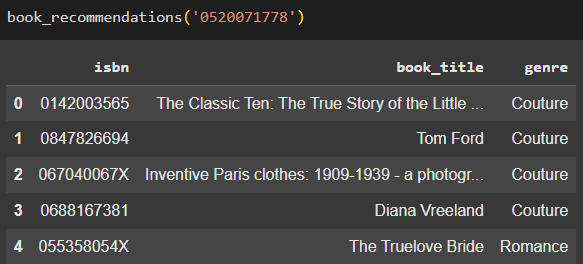 book_recommendations('0520071778')
isbn book_title genre
0 0142003565 The Classic Ten: The True Story of the Little ... Couture
1 0847826694 Tom Ford Couture
2 067040067X Inventive Paris clothes: 1909-1939 - a photogr... Couture
3 0688167381 Diana Vreeland Couture
4 055358054X The Truelove Bride Romance